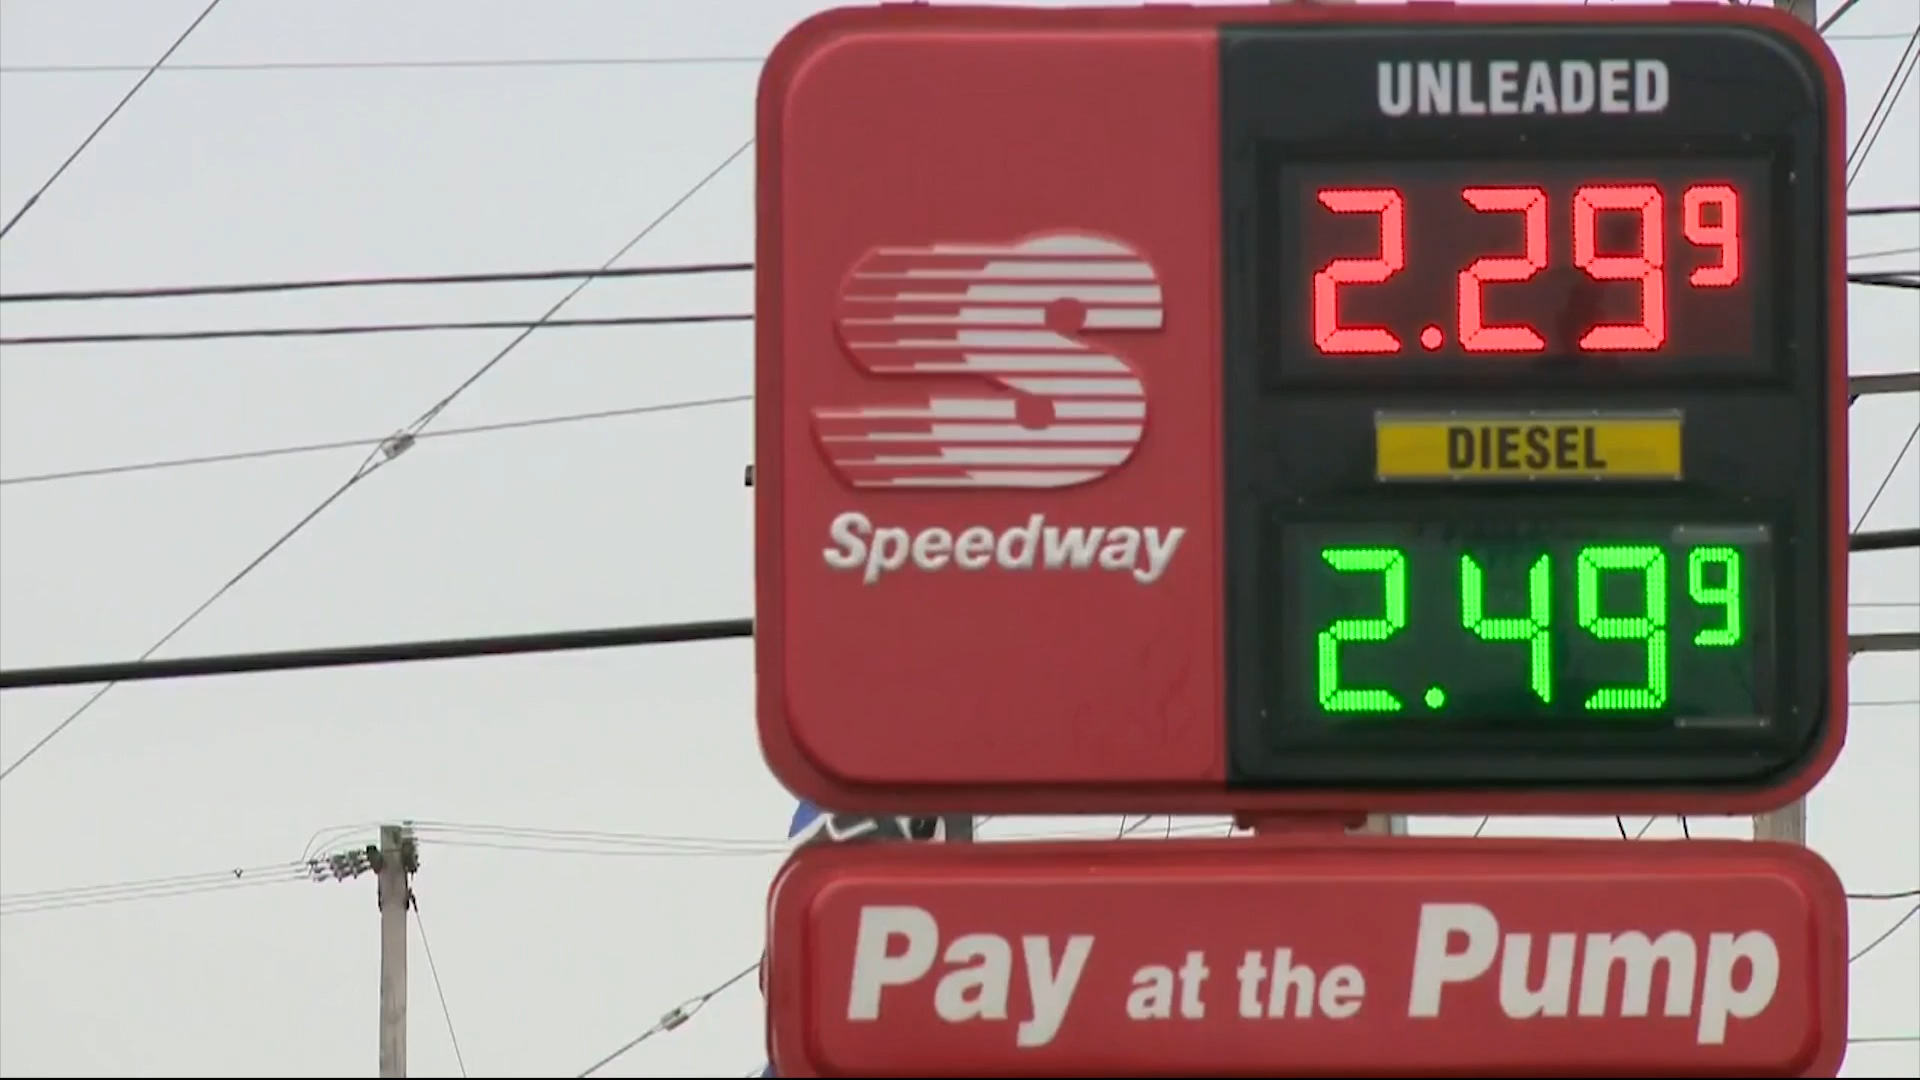 UNLEADED
2.29 9
DIESEL
2.49 9
S
Speedway
Pay at the Pump